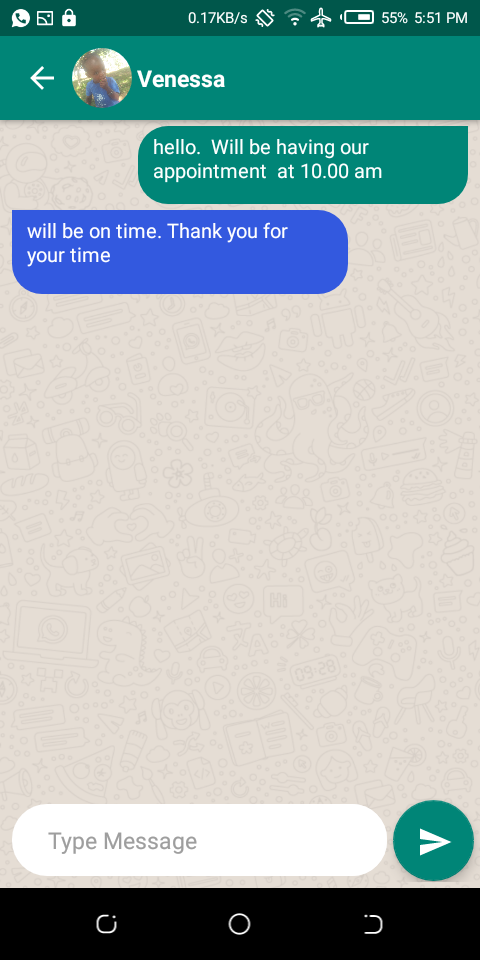 0.17KB/s 55% 5:51 PM
Venessa
hello.  Will be having our
appointment  at 10.00 am
will be on time. Thank you for
your time
Type Message